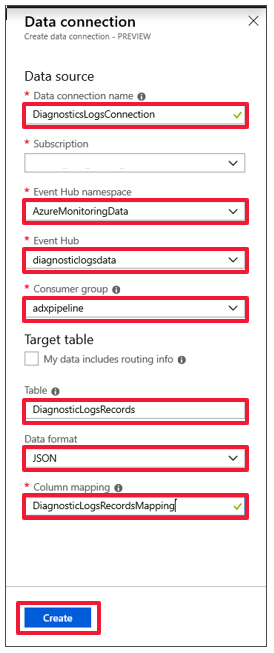 Data connection
Create data connection - PREVIEW
Data source
* Data connection name
DiagnosticsLogsConnection
* Subscription
* Event Hub namespace
AzureMonitoringData
* Event Hub
diagnosticlogsdata
* Consumer group
adxpipeline
Target table
My data includes routing info
Table
DiagnosticLogsRecords
Data format
JSON
* Column mapping
DiagnosticLogsRecordsMapping
Create